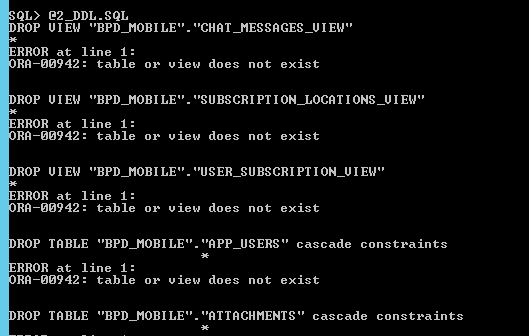 SQL> @2_DDL.SQL
DROP VIEW "BPD_MOBILE"."CHAT_MESSAGES_VIEW"
*
ERROR at line 1:
ORA-00942: table or view does not exist
DROP VIEW "BPD_MOBILE"."SUBSCRIPTION_LOCATIONS_VIEW"
*
ERROR at line 1:
ORA-00942: table or view does not exist
DROP VIEW "BPD_MOBILE"."USER_SUBSCRIPTION_VIEW"
*
ERROR at line 1:
ORA-00942: table or view does not exist
DROP TABLE "BPD_MOBILE"."APP_USERS" cascade constraints
*
ERROR at line 1:
ORA-00942: table or view does not exist
DROP TABLE "BPD_MOBILE"."ATTACHMENTS" cascade constraints
*